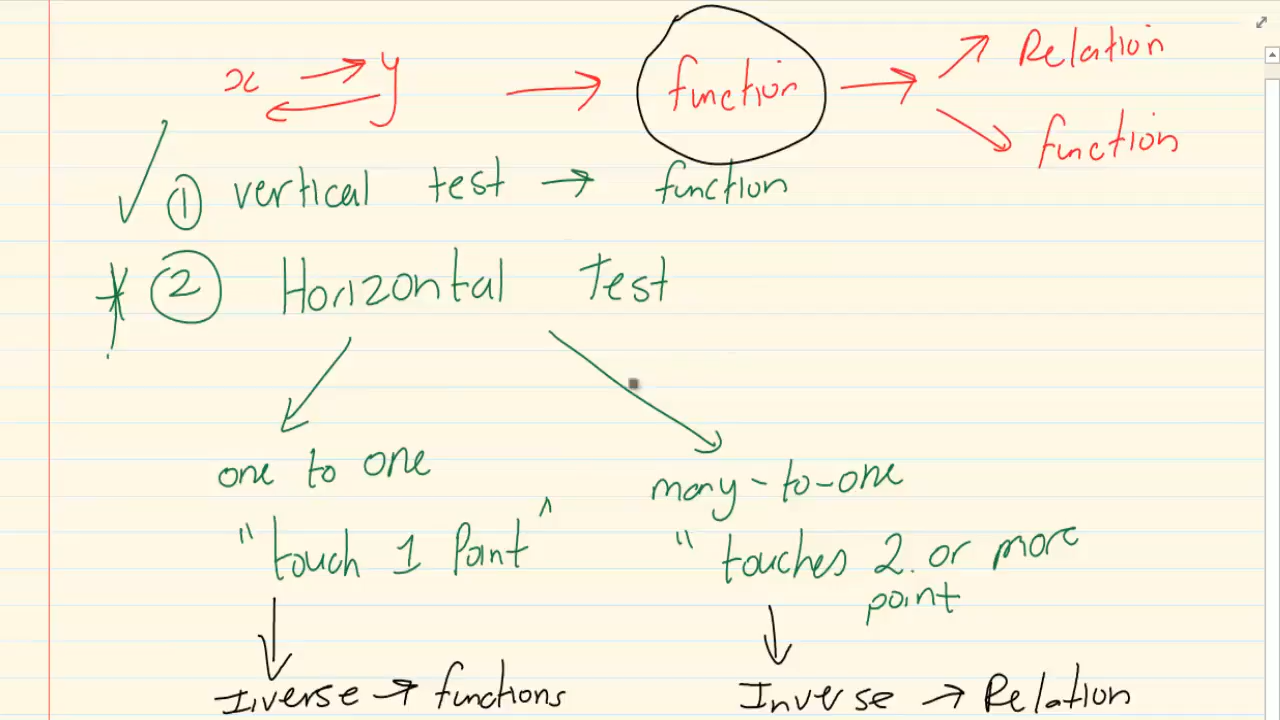 x → y → function → Relation
function
① vertical test → function
* ② Horizontal Test
one to one many-to-one
"touch 1 Point" "touches 2. or more
point
Inverse → functions Inverse → Relation